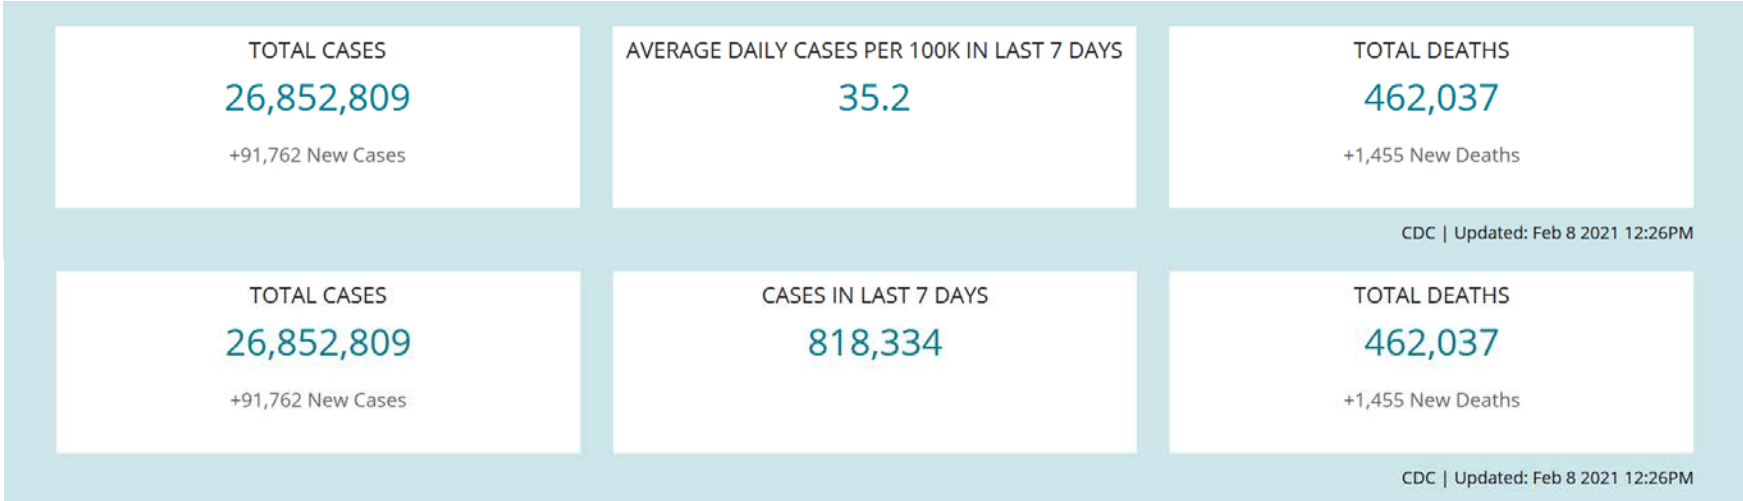 TOTAL CASES
26,852,809
+91,762 New Cases
AVERAGE DAILY CASES PER 100K IN LAST 7 DAYS
35.2
TOTAL DEATHS
462,037
+1,455 New Deaths
CDC | Updated: Feb 8 2021 12:26PM
TOTAL CASES
26,852,809
+91,762 New Cases
CASES IN LAST 7 DAYS
818,334
TOTAL DEATHS
462,037
+1,455 New Deaths
CDC | Updated: Feb 8 2021 12:26PM